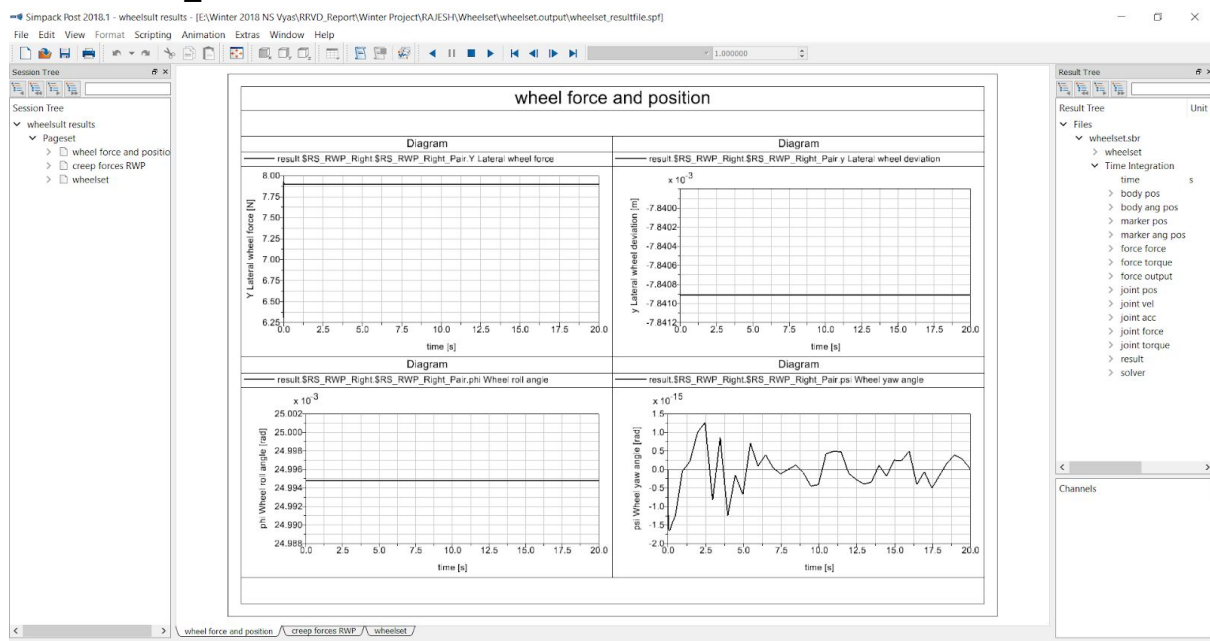 Simpack Post 2018.1 - wheelsult results - [E:\Winter 2018 NS Vyas\RRVD_Report\Winter Project\RAJESH\Wheelset\wheelset.output\wheelset_resultfile.spf]
File Edit View Format Scripting Animation Extras Window Help
1.000000
Session Tree
Session Tree
wheelsult results
Pageset
wheel force and positio
creep forces RWP
wheelset
wheel force and position
Diagram
result.$RS_RWP_Right.$RS_RWP_Right_Pair.Y Lateral wheel force
Y Lateral wheel force [N]
8.00
7.75
7.50
7.25
7.00
6.75
6.50
6.25
0.0 2.5 5.0 7.5 10.0 12.5 15.0 17.5 20.0
time [s]
Diagram
result.$RS_RWP_Right.$RS_RWP_Right_Pair y Lateral wheel deviation
x 10-3
y Lateral wheel deviation [m]
-7.8400
-7.8402
-7.8404
-7.8406
-7.8408
-7.8410
-7.8412
0.0 2.5 5.0 7.5 10.0 12.5 15.0 17.5 20.0
time [s]
Diagram
result.$RS_RWP_Right.$RS_RWP_Right_Pair.phi Wheel roll angle
x 10-3
phi Wheel roll angle [rad]
25.002
25.000
24.998
24.996
24.994
24.992
24.990
24.988
0.0 2.5 5.0 7.5 10.0 12.5 15.0 17.5 20.0
time [s]
Diagram
result.$RS_RWP_Right.$RS_RWP_Right_Pair.psi Wheel yaw angle
x 10-15
psi Wheel yaw angle [rad]
1.5
1.0
0.5
0.0
-0.5
-1.0
-1.5
-2.0
0.0 2.5 5.0 7.5 10.0 12.5 15.0 17.5 20.0
time [s]
wheel force and position creep forces RWP wheelset
Result Tree
Result Tree Unit
Files
wheelset.sbr
wheelset
Time Integration
time s
body pos
body ang pos
marker pos
marker ang pos
force force
force torque
force output
joint pos
joint vel
joint acc
joint force
joint torque
result
solver
Channels